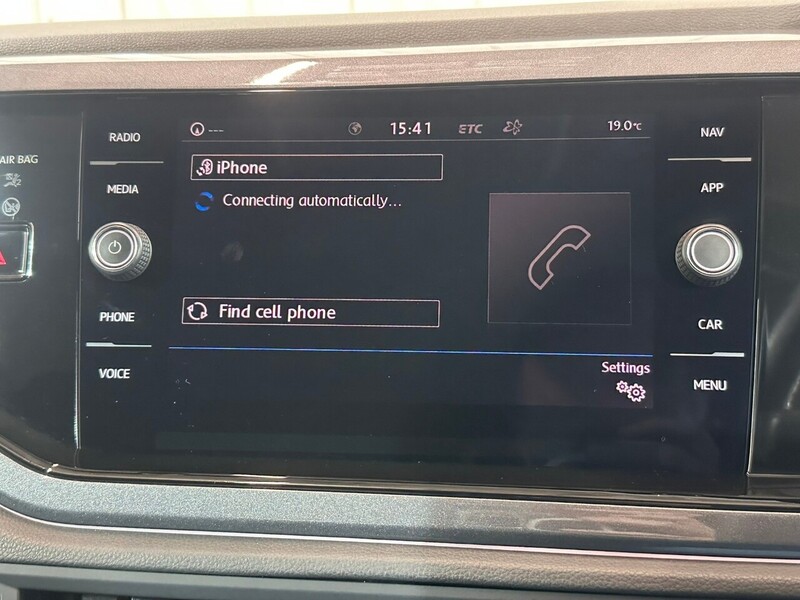 AIR BAG
RADIO
MEDIA
PHONE
VOICE
---
15:41
ETC
19.0°C
iPhone
Connecting automatically...
Find cell phone
Settings
NAV
APP
CAR
MENU